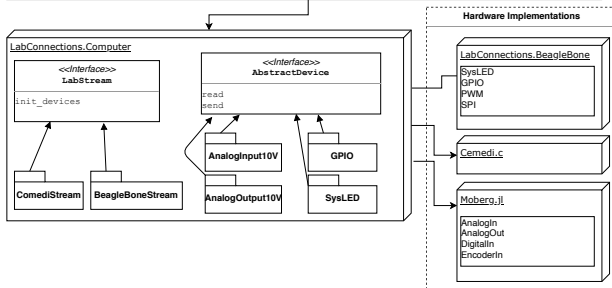 Hardware Implementations
LabConnections.Computer
<<Interface>>
LabStream
init_devices
<<Interface>>
AbstractDevice
read
send
AnalogInput10V
GPIO
ComediStream
BeagleBoneStream
AnalogOutput10V
SysLED
LabConnections.BeagleBone
SysLED
GPIO
PWM
SPI
Cemedi.c
Moberg.jl
AnalogIn
AnalogOut
DigitalIn
EncoderIn